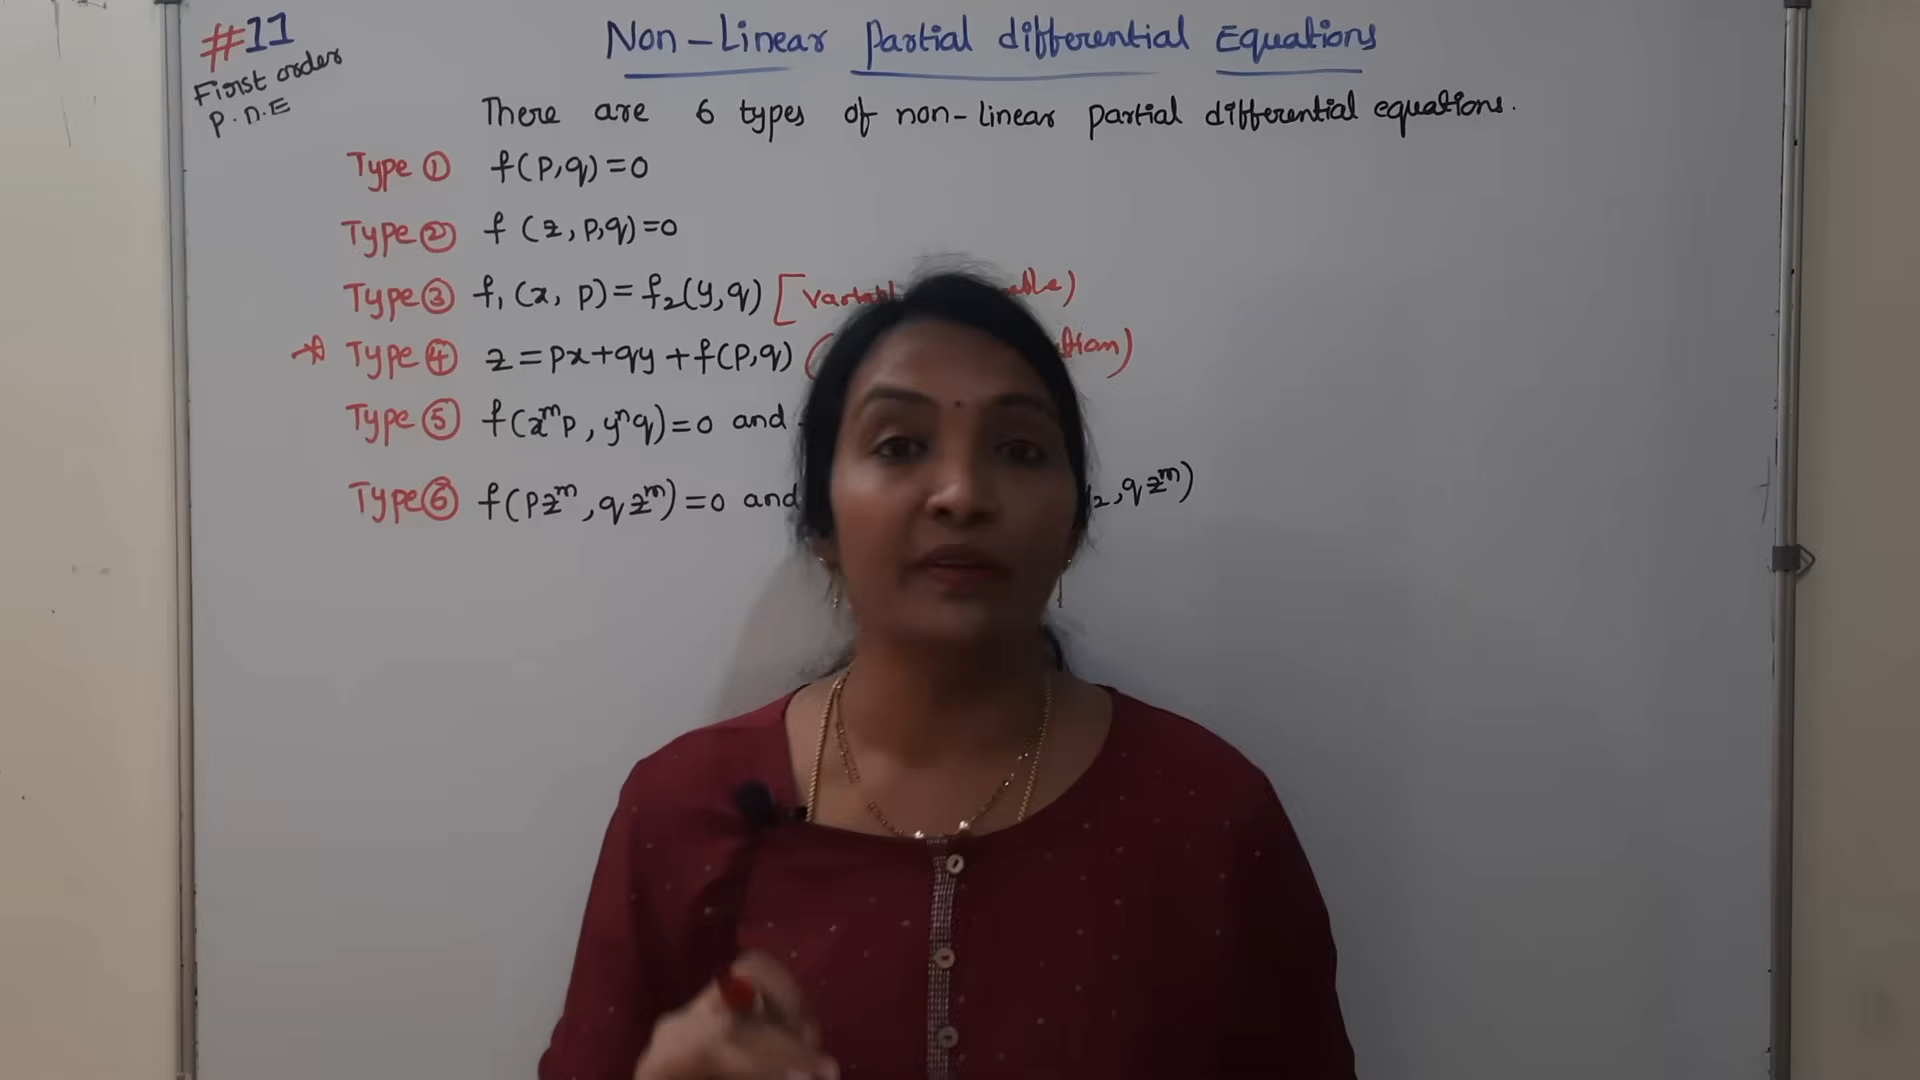 #11
First order
P.D.E
Non-Linear Partial differential Equations
There are 6 types of non-linear partial differential equations.
Type ① f(p,q)=0
Type ② f (z, p,q)=0
Type ③ f₁ (x, p) = f₂(y,q) [
Type ④ z = px+qy +f(p,q) (
Type ⑤ f(xᵐp , yⁿq)=0 and
Type ⑥ f(pzᵐ, qzᵐ)=0 and , qzᵐ)